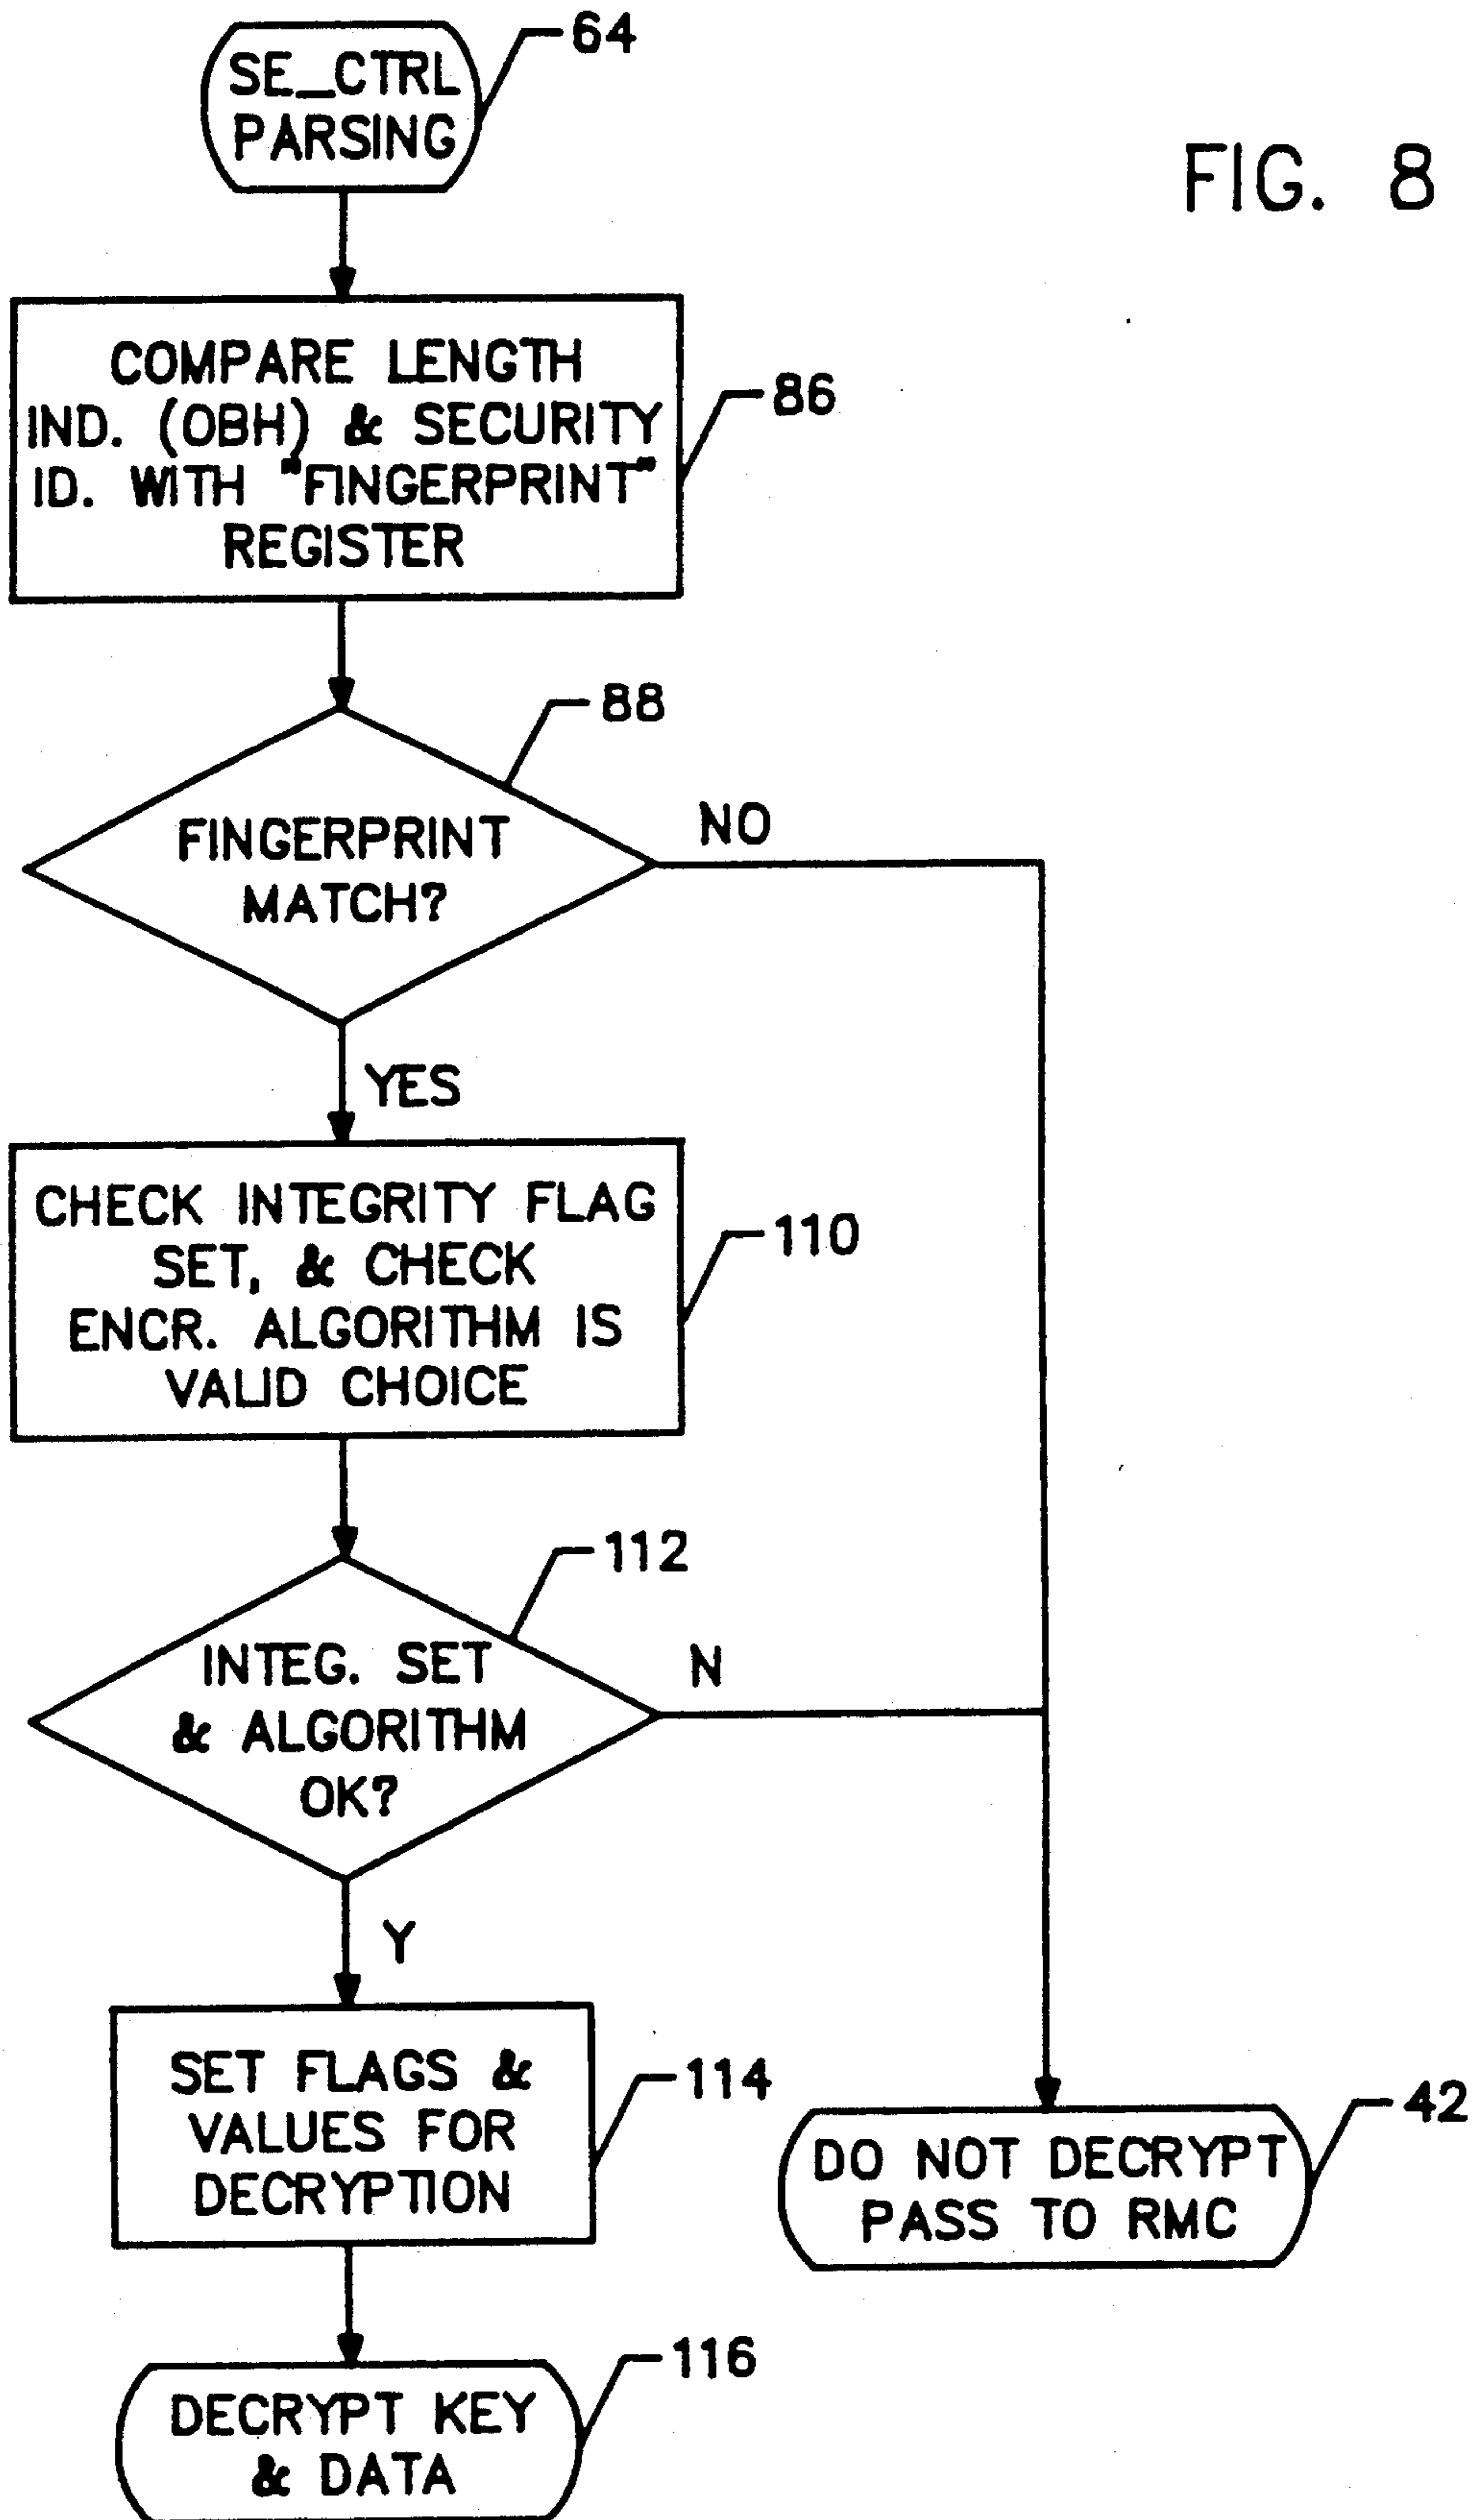 64
SE_CTRL
PARSING
FIG. 8
COMPARE LENGTH
IND. (OBH) & SECURITY
ID. WITH "FINGERPRINT"
REGISTER
86
88
FINGERPRINT
MATCH?
NO
YES
CHECK INTEGRITY FLAG
SET, & CHECK
ENCR. ALGORITHM IS
VALID CHOICE
110
112
INTEG. SET
& ALGORITHM
OK?
N
Y
SET FLAGS &
VALUES FOR
DECRYPTION
114
42
DO NOT DECRYPT
PASS TO RMC
116
DECRYPT KEY
& DATA